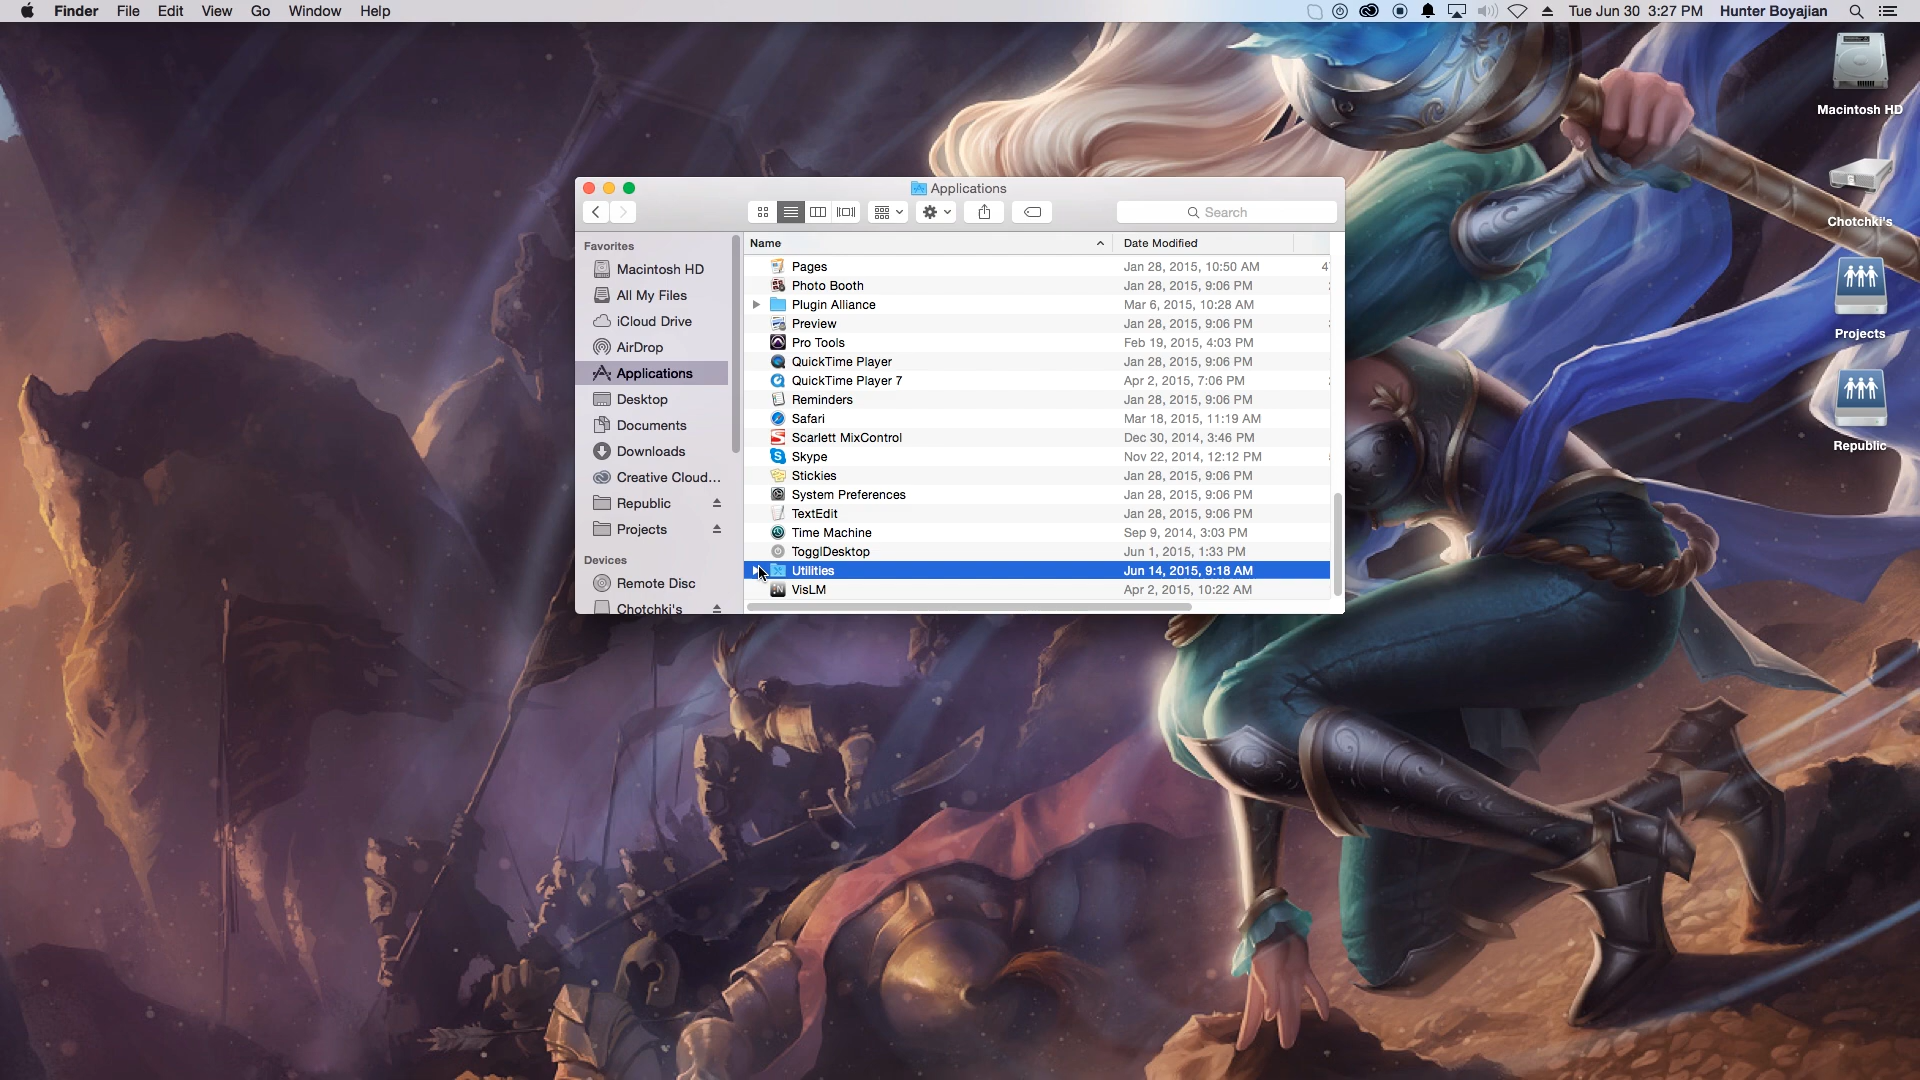 Finder File Edit View Go Window Help
Tue Jun 30 3:27 PM Hunter Boyajian
Macintosh HD
Chotchki's
Projects
Republic
Applications
Search
Favorites
Macintosh HD
All My Files
iCloud Drive
AirDrop
Applications
Desktop
Documents
Downloads
Creative Cloud...
Republic
Projects
Devices
Remote Disc
Chotchki's
Name Date Modified
Pages Jan 28, 2015, 10:50 AM
Photo Booth Jan 28, 2015, 9:06 PM
Plugin Alliance Mar 6, 2015, 10:28 AM
Preview Jan 28, 2015, 9:06 PM
Pro Tools Feb 19, 2015, 4:03 PM
QuickTime Player Jan 28, 2015, 9:06 PM
QuickTime Player 7 Apr 2, 2015, 7:06 PM
Reminders Jan 28, 2015, 9:06 PM
Safari Mar 18, 2015, 11:19 AM
Scarlett MixControl Dec 30, 2014, 3:46 PM
Skype Nov 22, 2014, 12:12 PM
Stickies Jan 28, 2015, 9:06 PM
System Preferences Jan 28, 2015, 9:06 PM
TextEdit Jan 28, 2015, 9:06 PM
Time Machine Sep 9, 2014, 3:03 PM
TogglDesktop Jun 1, 2015, 1:33 PM
Utilities Jun 14, 2015, 9:18 AM
VisLM Apr 2, 2015, 10:22 AM